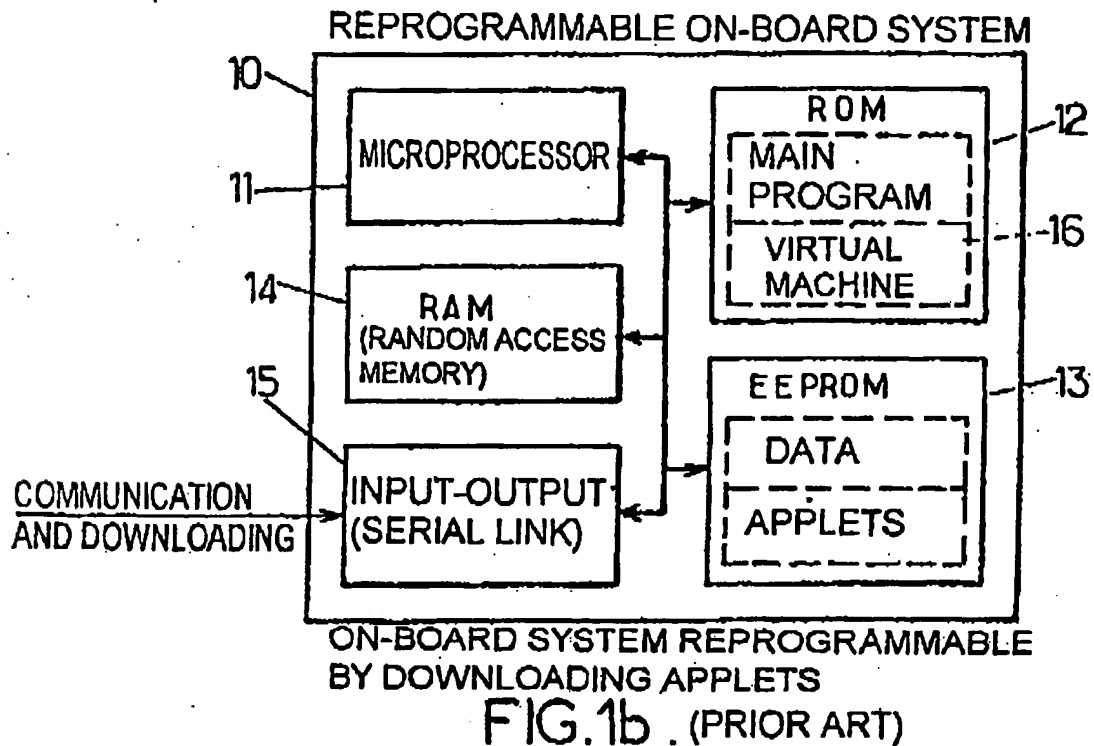 REPROGRAMMABLE ON-BOARD SYSTEM
10
MICROPROCESSOR
11
ROM
12
MAIN
PROGRAM
16
VIRTUAL
MACHINE
14
RAM
(RANDOM ACCESS
MEMORY)
15
INPUT-OUTPUT
(SERIAL LINK)
COMMUNICATION
AND DOWNLOADING
EEPROM
13
DATA
APPLETS
ON-BOARD SYSTEM REPROGRAMMABLE
BY DOWNLOADING APPLETS
FIG.1b. (PRIOR ART)